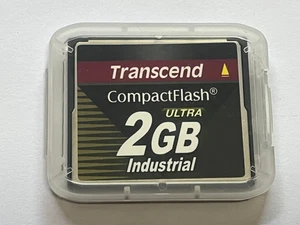 Transcend
CompactFlash®
ULTRA
2GB
Industrial